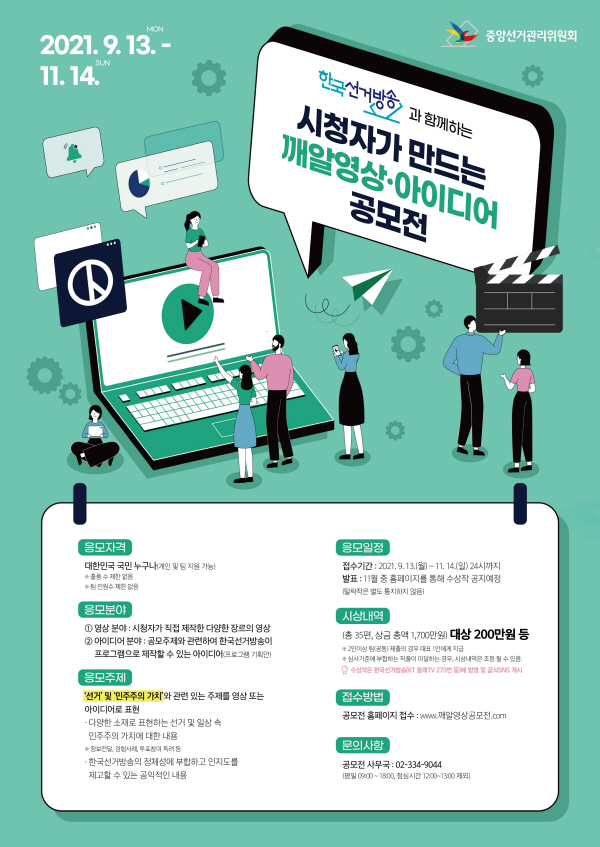 2021. 9. 13. -
MON
11. 14.
SUN
중앙선거관리위원회
한국선거방송과 함께하는
시청자가 만드는
깨알영상·아이디어
공모전
응모자격
대한민국 국민 누구나(개인 및 팀 지원 가능)
※ 출품 수 제한 없음
※ 팀 인원수 제한 없음
응모분야
① 영상 분야 : 시청자가 직접 제작한 다양한 장르의 영상
② 아이디어 분야 : 공모주제와 관련하여 한국선거방송이
프로그램으로 제작할 수 있는 아이디어(프로그램 기획안)
응모주제
'선거' 및 '민주주의 가치'와 관련 있는 주제를 영상 또는
아이디어로 표현
- 다양한 소재로 표현하는 선거 및 일상 속
민주주의 가치에 대한 내용
※ 정보전달, 경험사례, 투표참여 독려 등
- 한국선거방송의 정체성에 부합하고 인지도를
제고할 수 있는 공익적인 내용
응모일정
접수기간 : 2021. 9. 13.(월) ~ 11. 14.(일) 24시까지
발표 : 11월 중 홈페이지를 통해 수상작 공지예정
(탈락작은 별도 통지하지 않음)
시상내역
(총 35편, 상금 총액 1,700만원) 대상 200만원 등
※ 2인이상 팀(공동) 제출의 경우 대표 1인에게 지급
※ 심사기준에 부합하는 작품이 미달하는 경우, 시상내역은 조정 될 수 있음.
수상작은 한국선거방송(KT 올레TV 273번 등)에 방영 및 공식SNS 게시
접수방법
공모전 홈페이지 접수 : www.깨알영상공모전.com
문의사항
공모전 사무국 : 02-334-9044
(평일 09:00 ~ 18:00, 점심시간 12:00~13:00 제외)